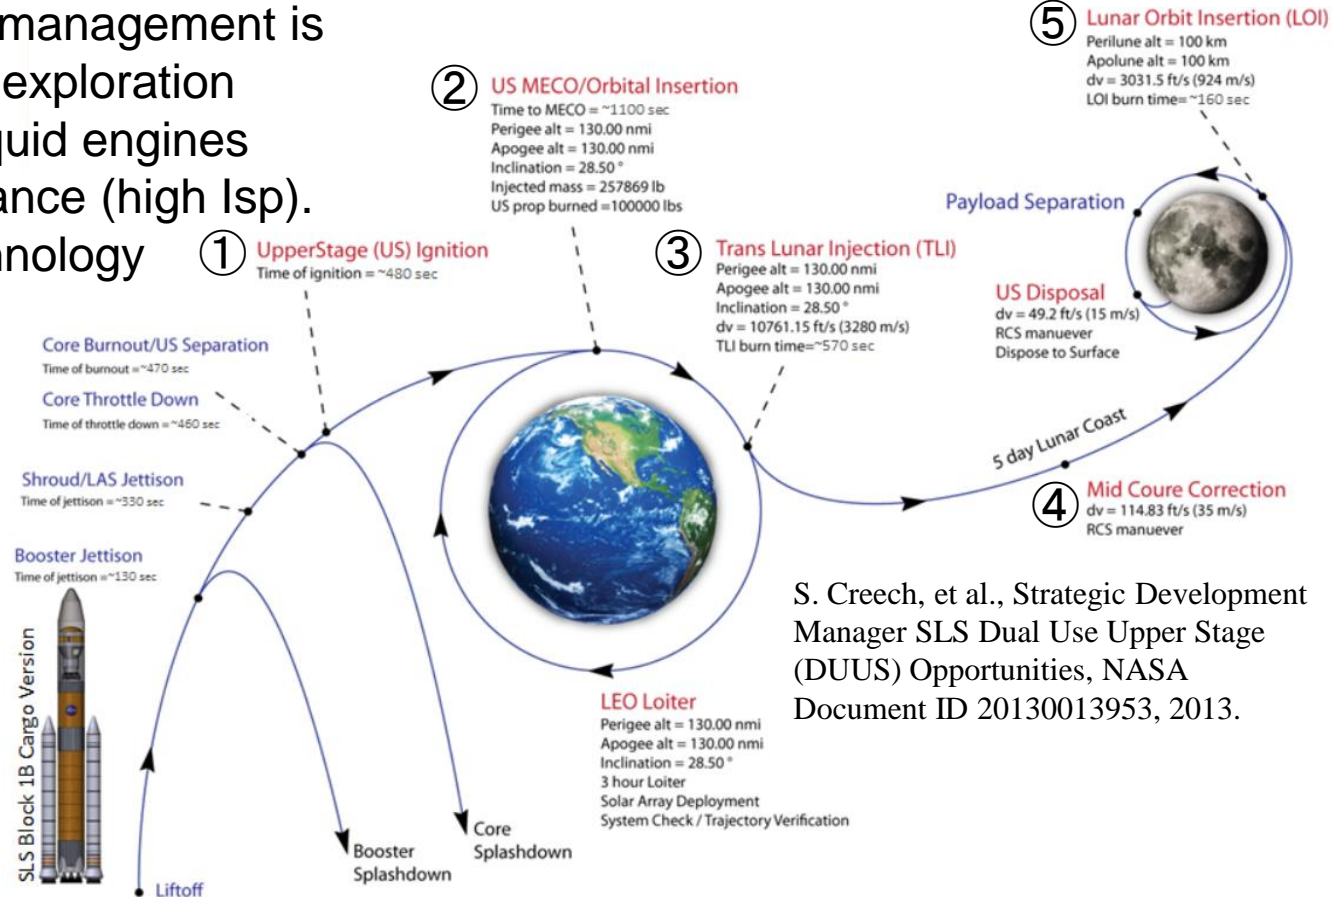 management is
exploration
quid engines
ance (high Isp).
nnology
① UpperStage (US) Ignition
Time of ignition = ~480 sec
② US MECO/Orbital Insertion
Time to MECO = ~1100 sec
Perigee alt = 130.00 nmi
Apogee alt = 130.00 nmi
Inclination = 28.50 °
Injected mass = 257869 lb
US prop burned =100000 lbs
③ Trans Lunar Injection (TLI)
Perigee alt = 130.00 nmi
Apogee alt = 130.00 nmi
Inclination = 28.50 °
dv = 10761.15 ft/s (3280 m/s)
TLI burn time=~570 sec
⑤ Lunar Orbit Insertion (LOI)
Perilune alt = 100 km
Apolune alt = 100 km
dv = 3031.5 ft/s (924 m/s)
LOI burn time= ~160 sec
Payload Separation
US Disposal
dv = 49.2 ft/s (15 m/s)
RCS manuever
Dispose to Surface
Core Burnout/US Separation
Time of burnout =~470 sec
Core Throttle Down
Time of throttle down = ~460 sec
Shroud/LAS Jettison
Time of jettison =~330 sec
Booster Jettison
Time of jettison =~130 sec
SLS Block 1B Cargo Version
5 day Lunar Coast
④ Mid Coure Correction
dv = 114.83 ft/s (35 m/s)
RCS manuever
S. Creech, et al., Strategic Development
Manager SLS Dual Use Upper Stage
(DUUS) Opportunities, NASA
Document ID 20130013953, 2013.
LEO Loiter
Perigee alt = 130.00 nmi
Apogee alt = 130.00 nmi
Inclination = 28.50 °
3 hour Loiter
Solar Array Deployment
System Check / Trajectory Verification
Core
Splashdown
Booster
Splashdown
Liftoff